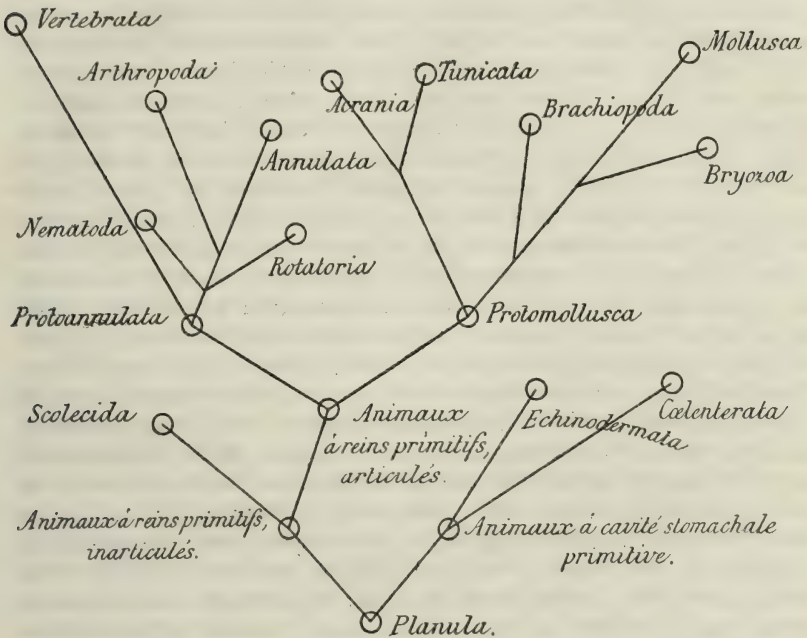 Vertebrata
Mollusca
Arthropoda
Acrania
Tunicata
Brachiopoda
Annulata
Bryozoa
Nematoda
Rotatoria
Protoannulata
Protomollusca
Scolecida
Animaux
à reins primitifs,
articulés.
Echinodermata
Cœlenterata
Animaux à reins primitifs,
inarticulés.
Animaux à cavité stomachale
primitive.
Planula.